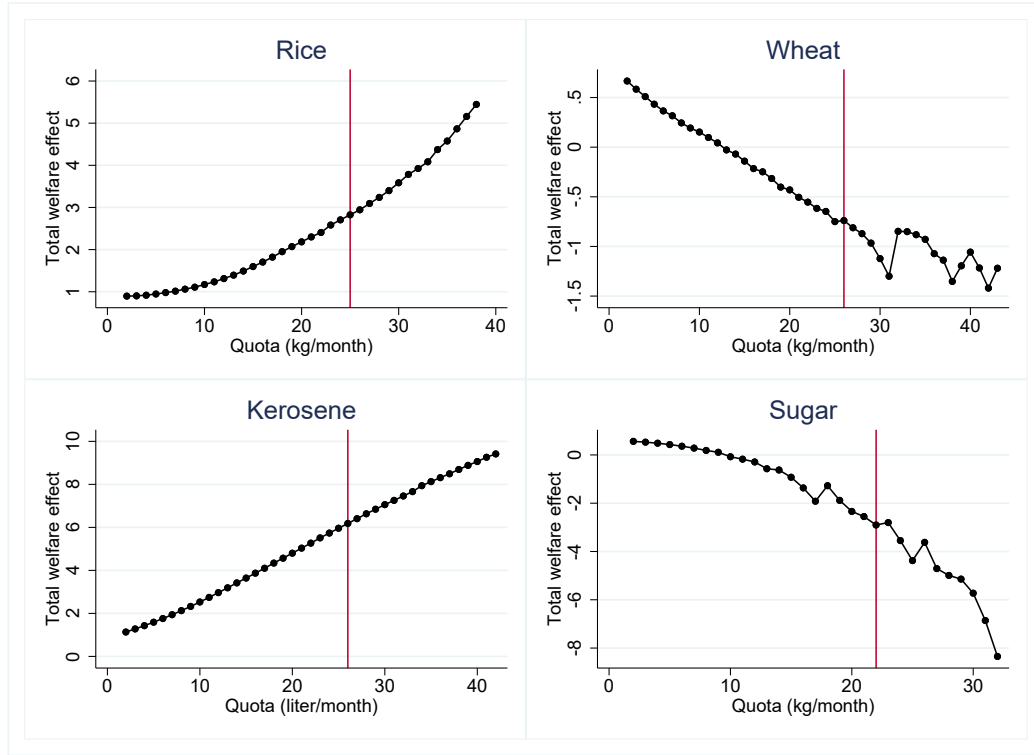 Rice
Total welfare effect
6
5
4
3
2
1
0 10 20 30 40
Quota (kg/month)
Wheat
Total welfare effect
.5
0
-.5
-1
-1.5
0 10 20 30 40
Quota (kg/month)
Kerosene
Total welfare effect
10
8
6
4
2
0
0 10 20 30 40
Quota (liter/month)
Sugar
Total welfare effect
0
-2
-4
-6
-8
0 10 20 30
Quota (kg/month)